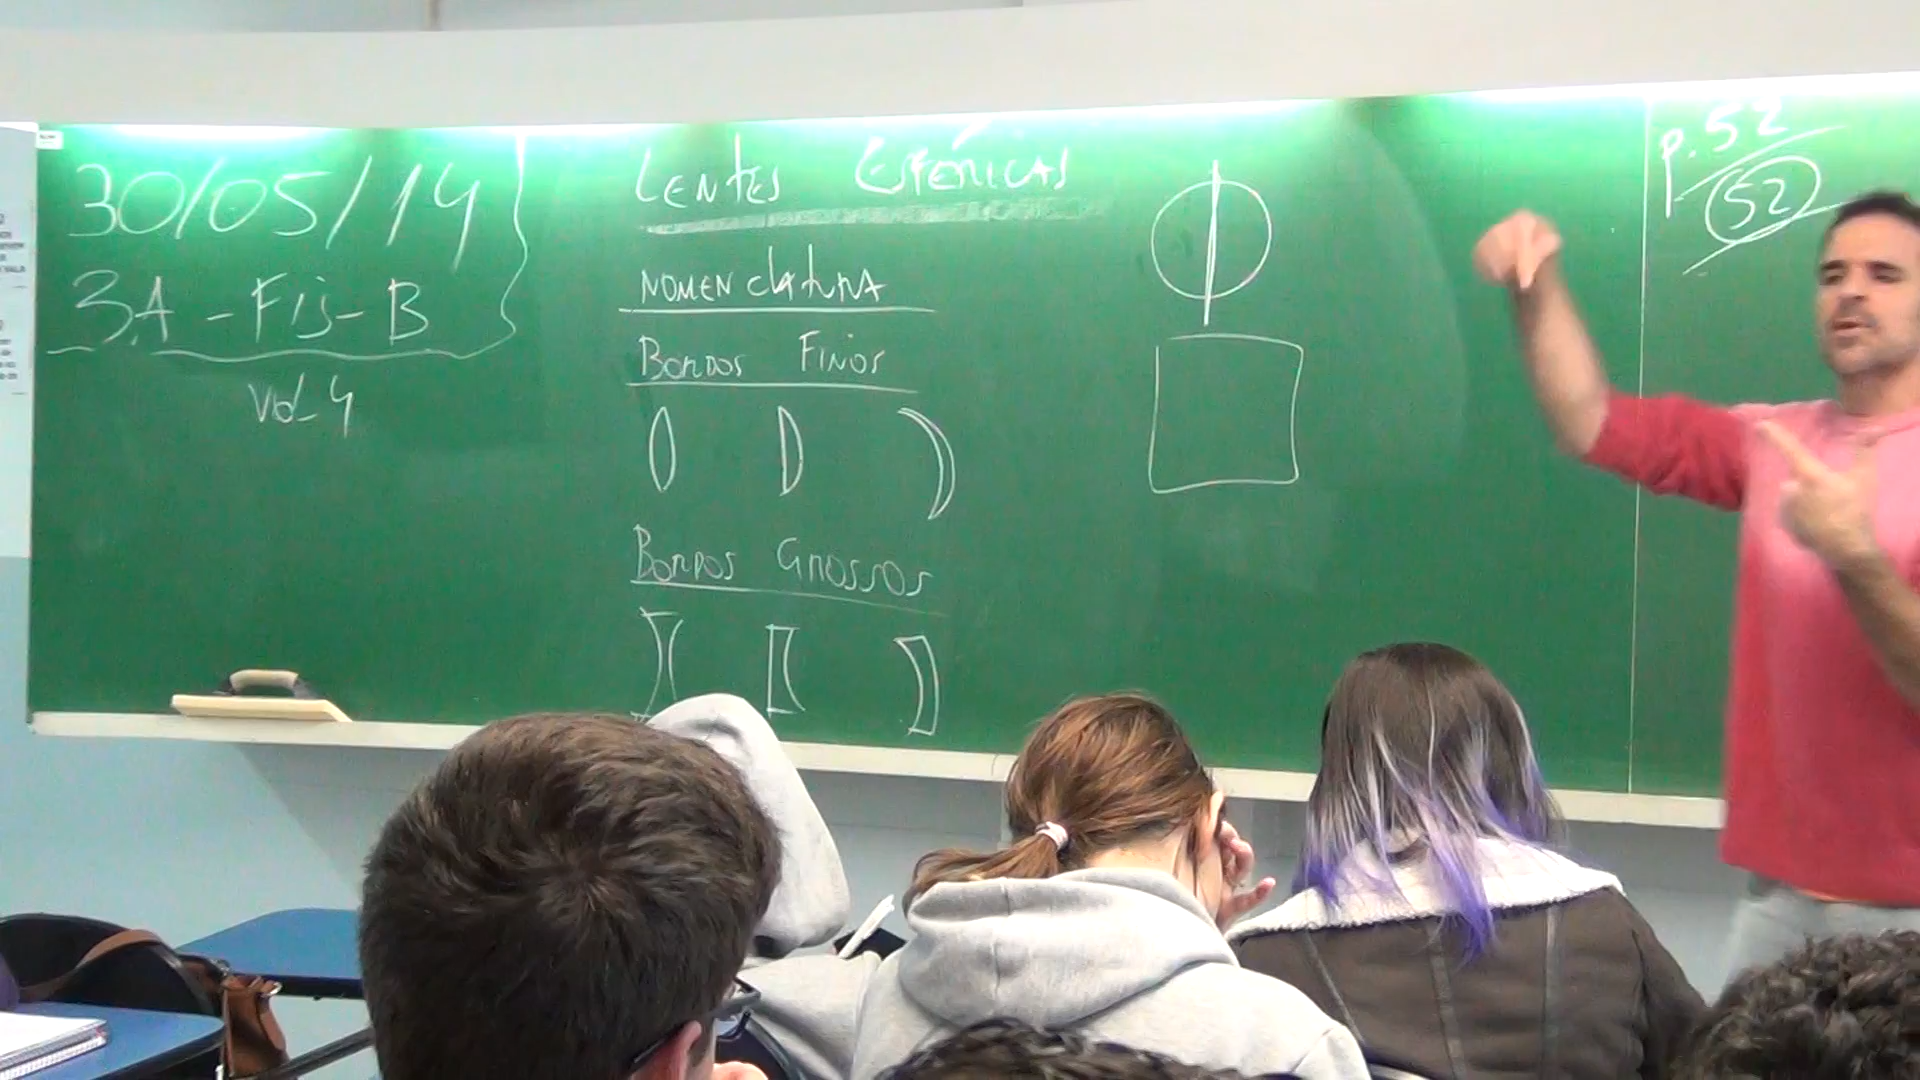 30/05/14
3A - Fis - B
vol. 4
LENTES ESFÉRICAS
NOMENCLATURA
BORDOS FINOS
BORDOS GROSSOS
p. 52
52